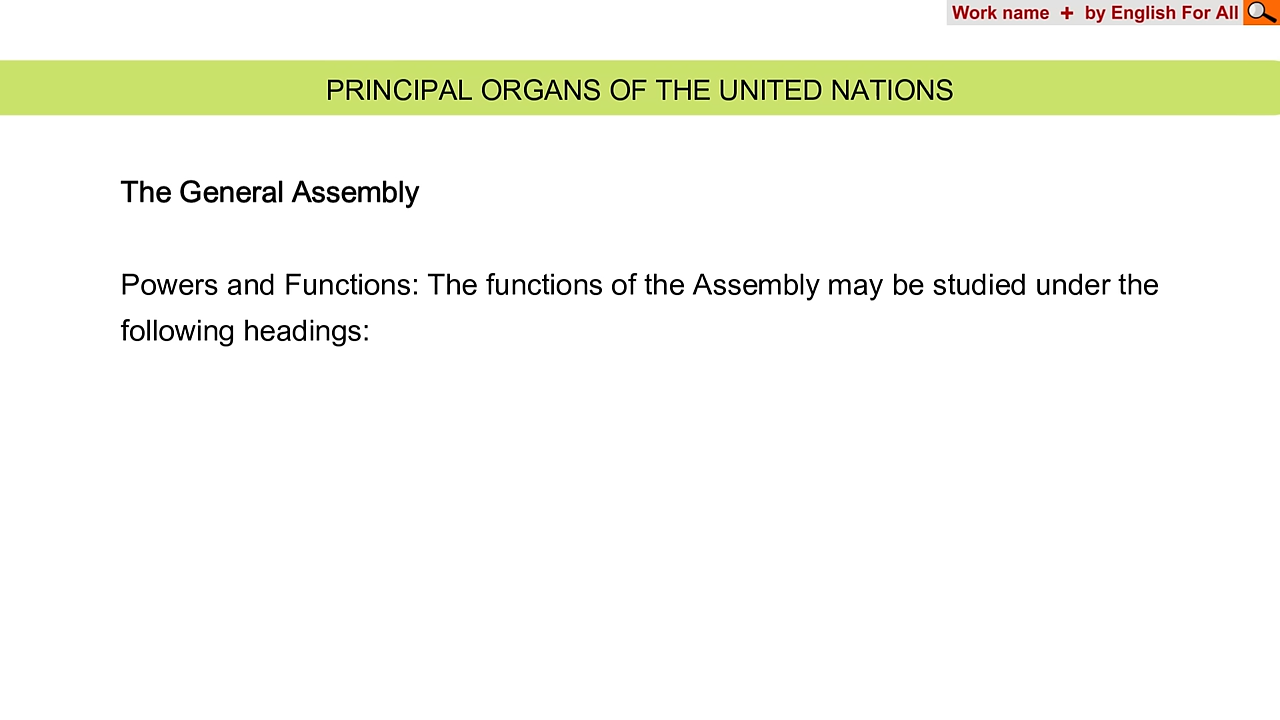 Work name + by English For All
PRINCIPAL ORGANS OF THE UNITED NATIONS
The General Assembly
Powers and Functions: The functions of the Assembly may be studied under the
following headings: